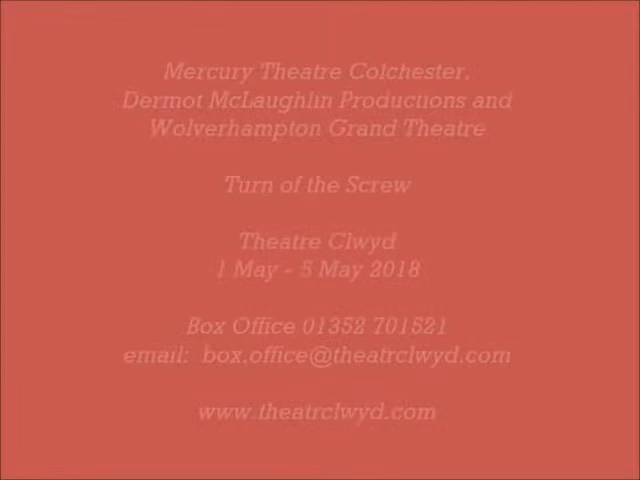 Mercury Theatre Colchester.
Dermot McLaughlin Productions and
Wolverhampton Grand Theatre
Turn of the Screw
Theatre Clwyd
1 May - 5 May 2018
Box Office 01352 701521
email: box.office@theatrclwyd.com
www.theatrclwyd.com